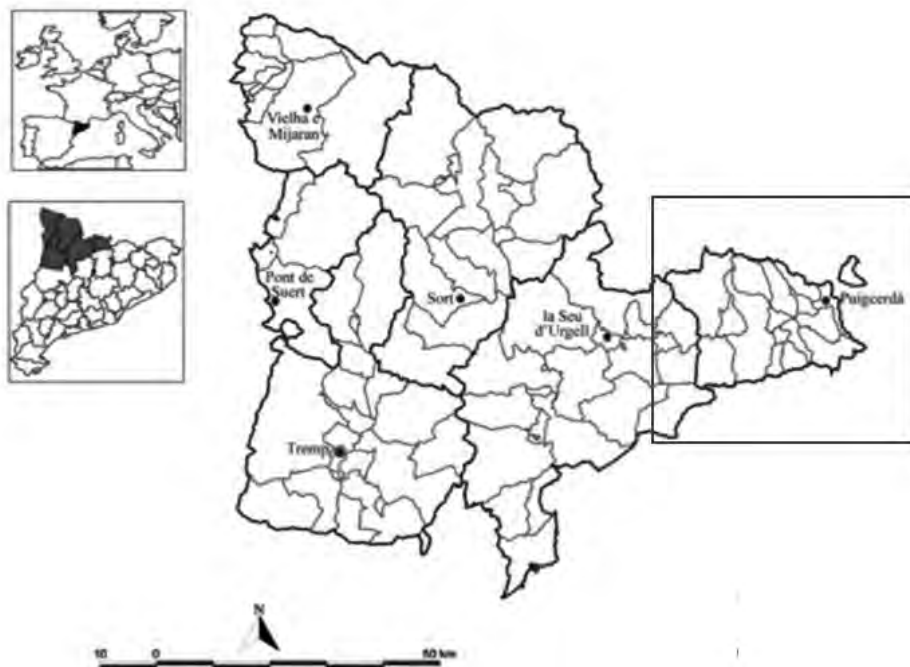 Vielha e
Mijaran
Pont de
Suert
Sort
la Seu
d'Urgell
Puigcerdà
Tremp
N
10 0 50 km